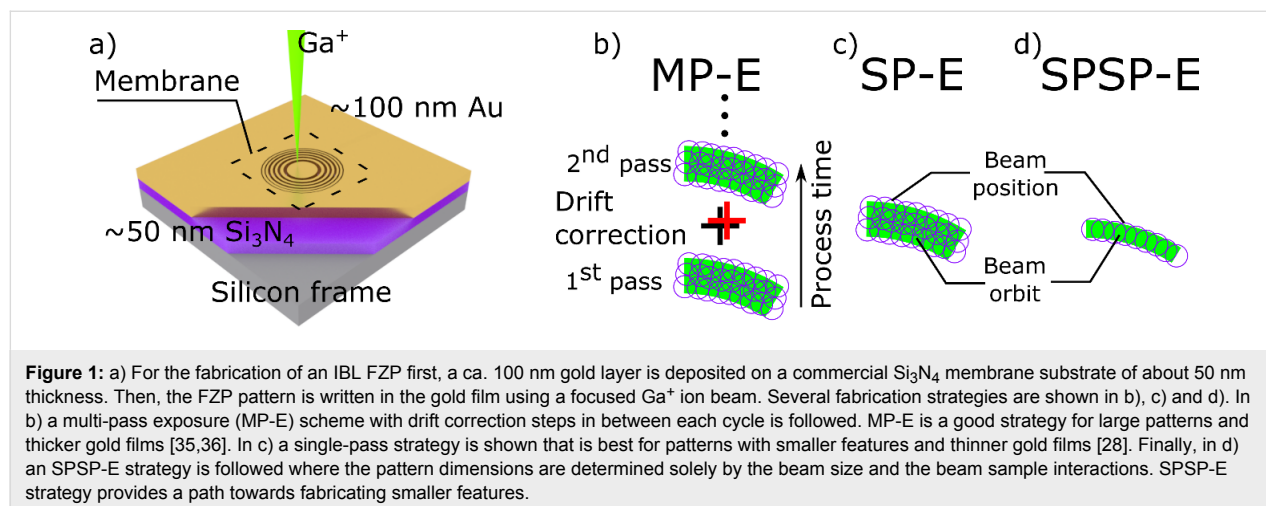 a)
Ga⁺
Membrane
~100 nm Au
~50 nm Si₃N₄
Silicon frame
b)
MP-E
2nd pass
Drift
correction
1st pass
Process time
c)
SP-E
d)
SPSP-E
Beam
position
Beam
orbit
Figure 1: a) For the fabrication of an IBL FZP first, a ca. 100 nm gold layer is deposited on a commercial Si₃N₄ membrane substrate of about 50 nm
thickness. Then, the FZP pattern is written in the gold film using a focused Ga⁺ ion beam. Several fabrication strategies are shown in b), c) and d). In
b) a multi-pass exposure (MP-E) scheme with drift correction steps in between each cycle is followed. MP-E is a good strategy for large patterns and
thicker gold films [35,36]. In c) a single-pass strategy is shown that is best for patterns with smaller features and thinner gold films [28]. Finally, in d)
an SPSP-E strategy is followed where the pattern dimensions are determined solely by the beam size and the beam sample interactions. SPSP-E
strategy provides a path towards fabricating smaller features.